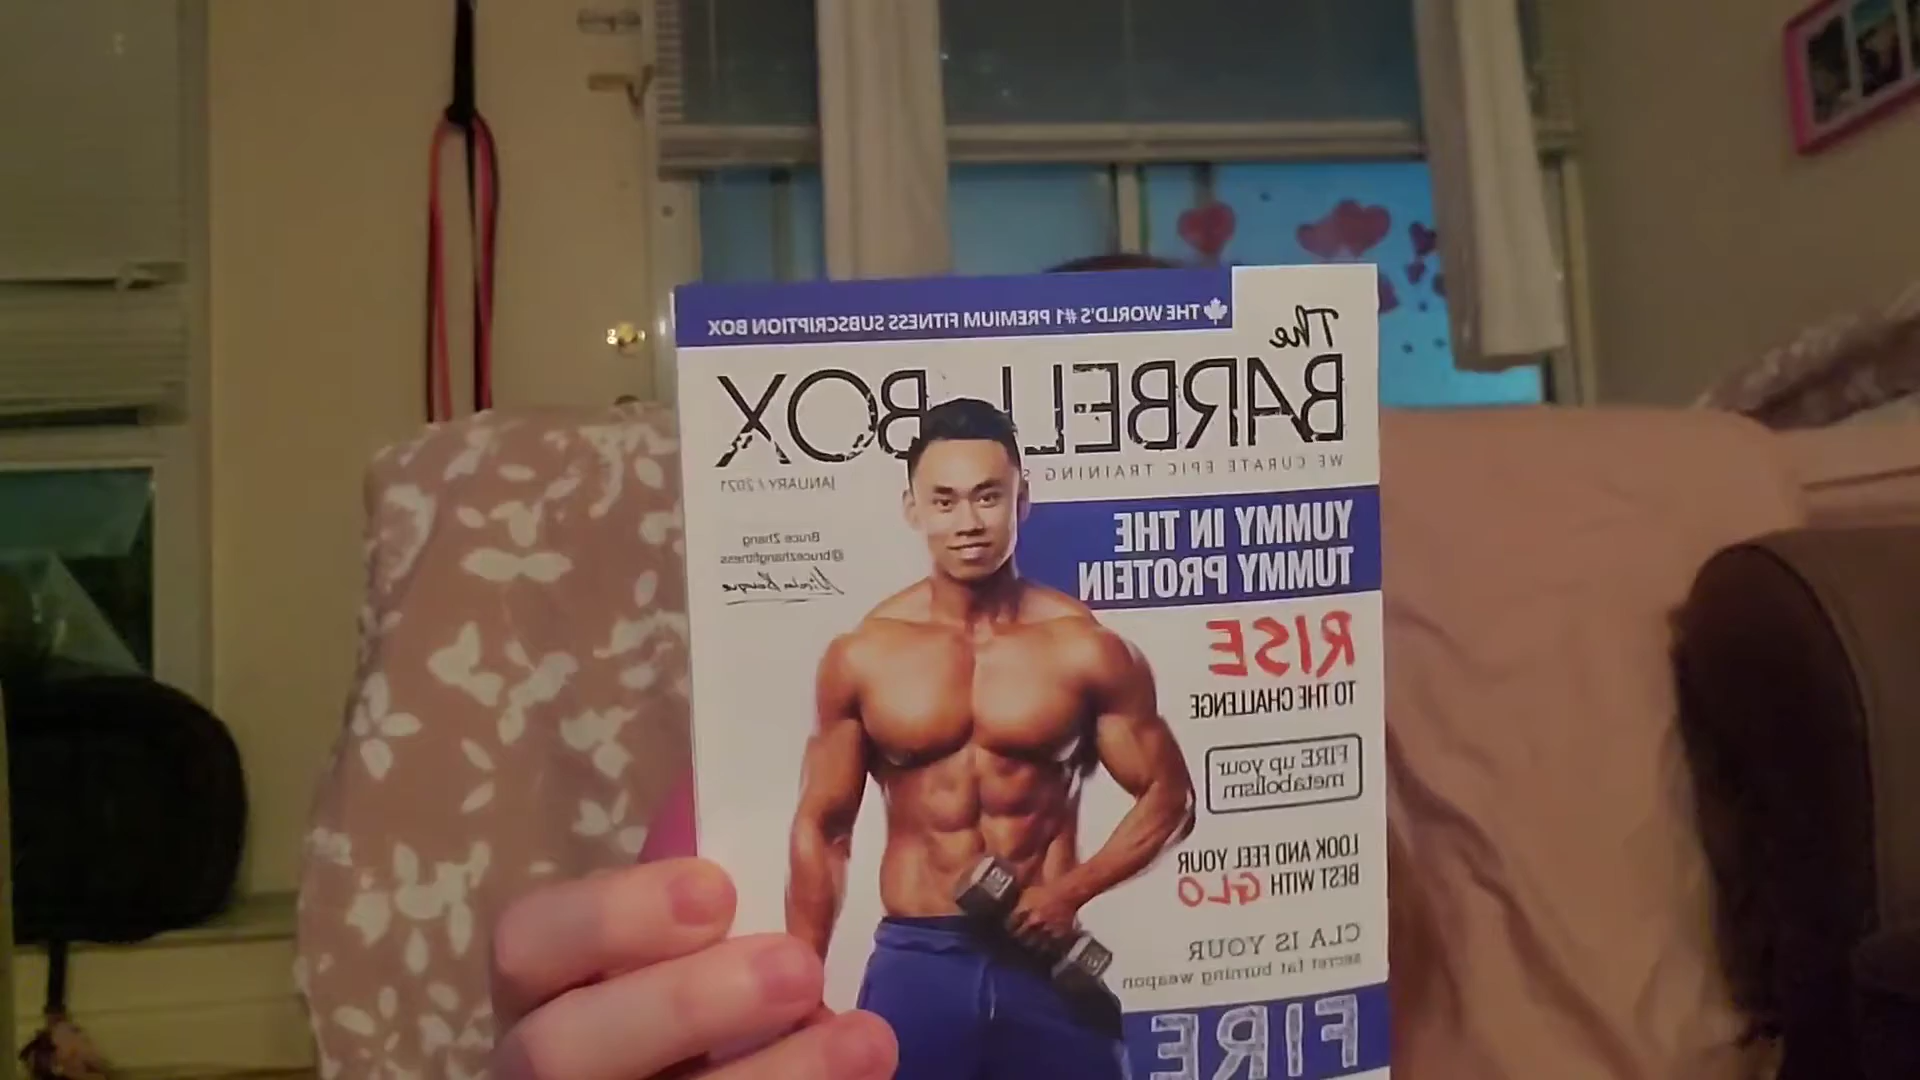 THE WORLD'S #1 PREMIUM FITNESS SUBSCRIPTION BOX
The
BARBELL BOX
WE CURATE EPIC TRAINING S
JANUARY / 2021
Bruce Zhang
@brucezhangfitness
YUMMY IN THE
TUMMY PROTEIN
RISE
TO THE CHALLENGE
FIRE up your
metabolism
LOOK AND FEEL YOUR
BEST WITH GLO
CLA IS YOUR
secret fat burning weapon
FIRE